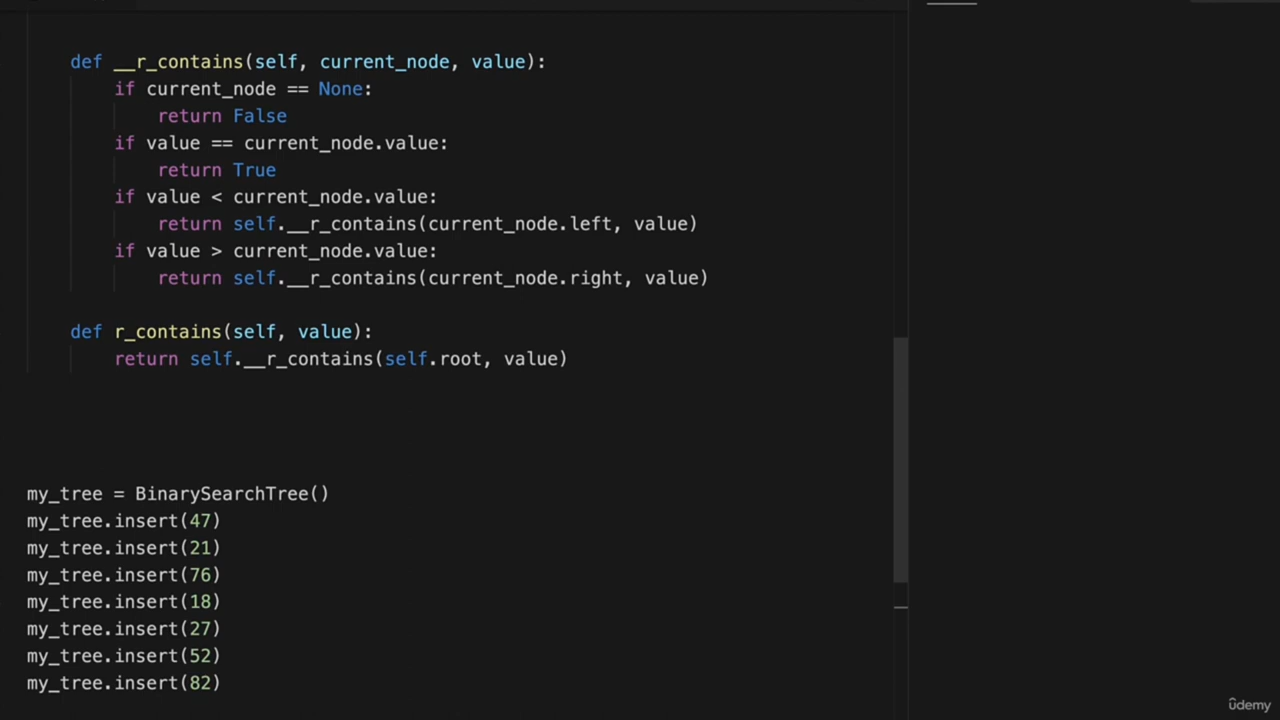 def __r_contains(self, current_node, value):
if current_node == None:
return False
if value == current_node.value:
return True
if value < current_node.value:
return self.__r_contains(current_node.left, value)
if value > current_node.value:
return self.__r_contains(current_node.right, value)
def r_contains(self, value):
return self.__r_contains(self.root, value)
my_tree = BinarySearchTree()
my_tree.insert(47)
my_tree.insert(21)
my_tree.insert(76)
my_tree.insert(18)
my_tree.insert(27)
my_tree.insert(52)
my_tree.insert(82)
ûdemy